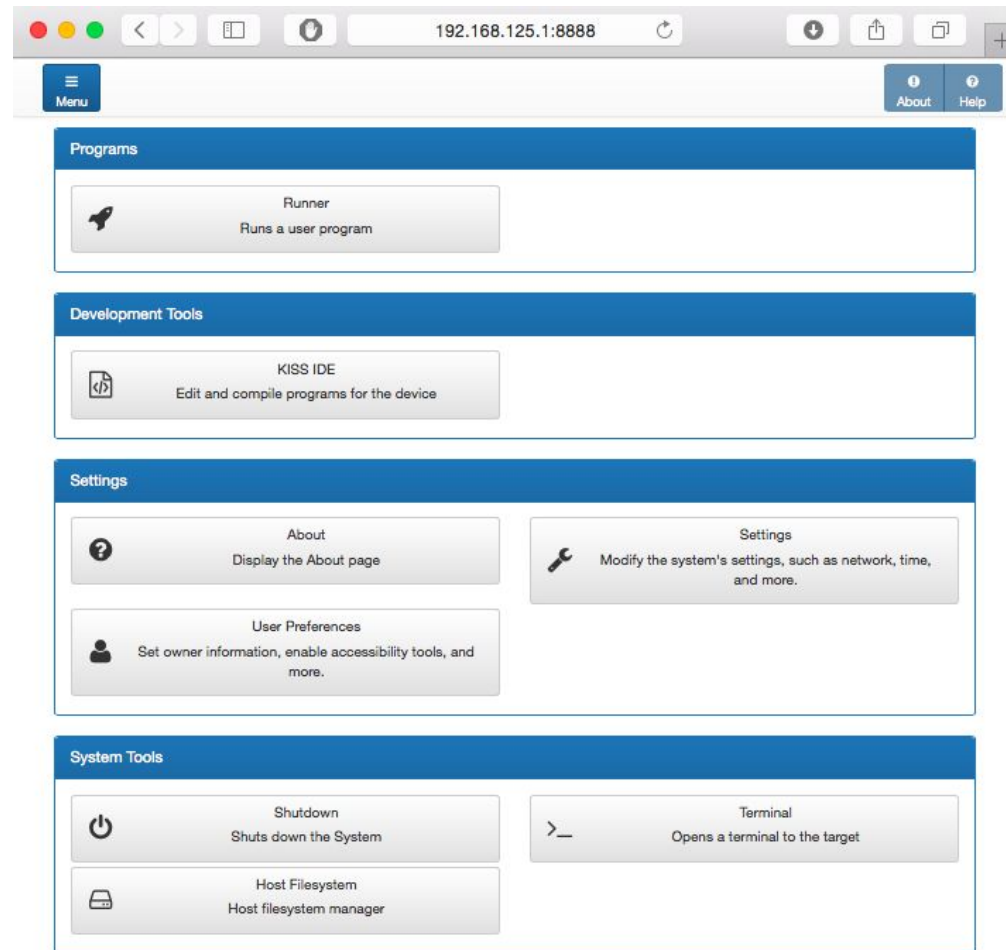 192.168.125.1:8888
Menu
About
Help
Programs
Runner
Runs a user program
Development Tools
KISS IDE
Edit and compile programs for the device
Settings
About
Display the About page
Settings
Modify the system's settings, such as network, time,
and more.
User Preferences
Set owner information, enable accessibility tools, and
more.
System Tools
Shutdown
Shuts down the System
Terminal
Opens a terminal to the target
Host Filesystem
Host filesystem manager